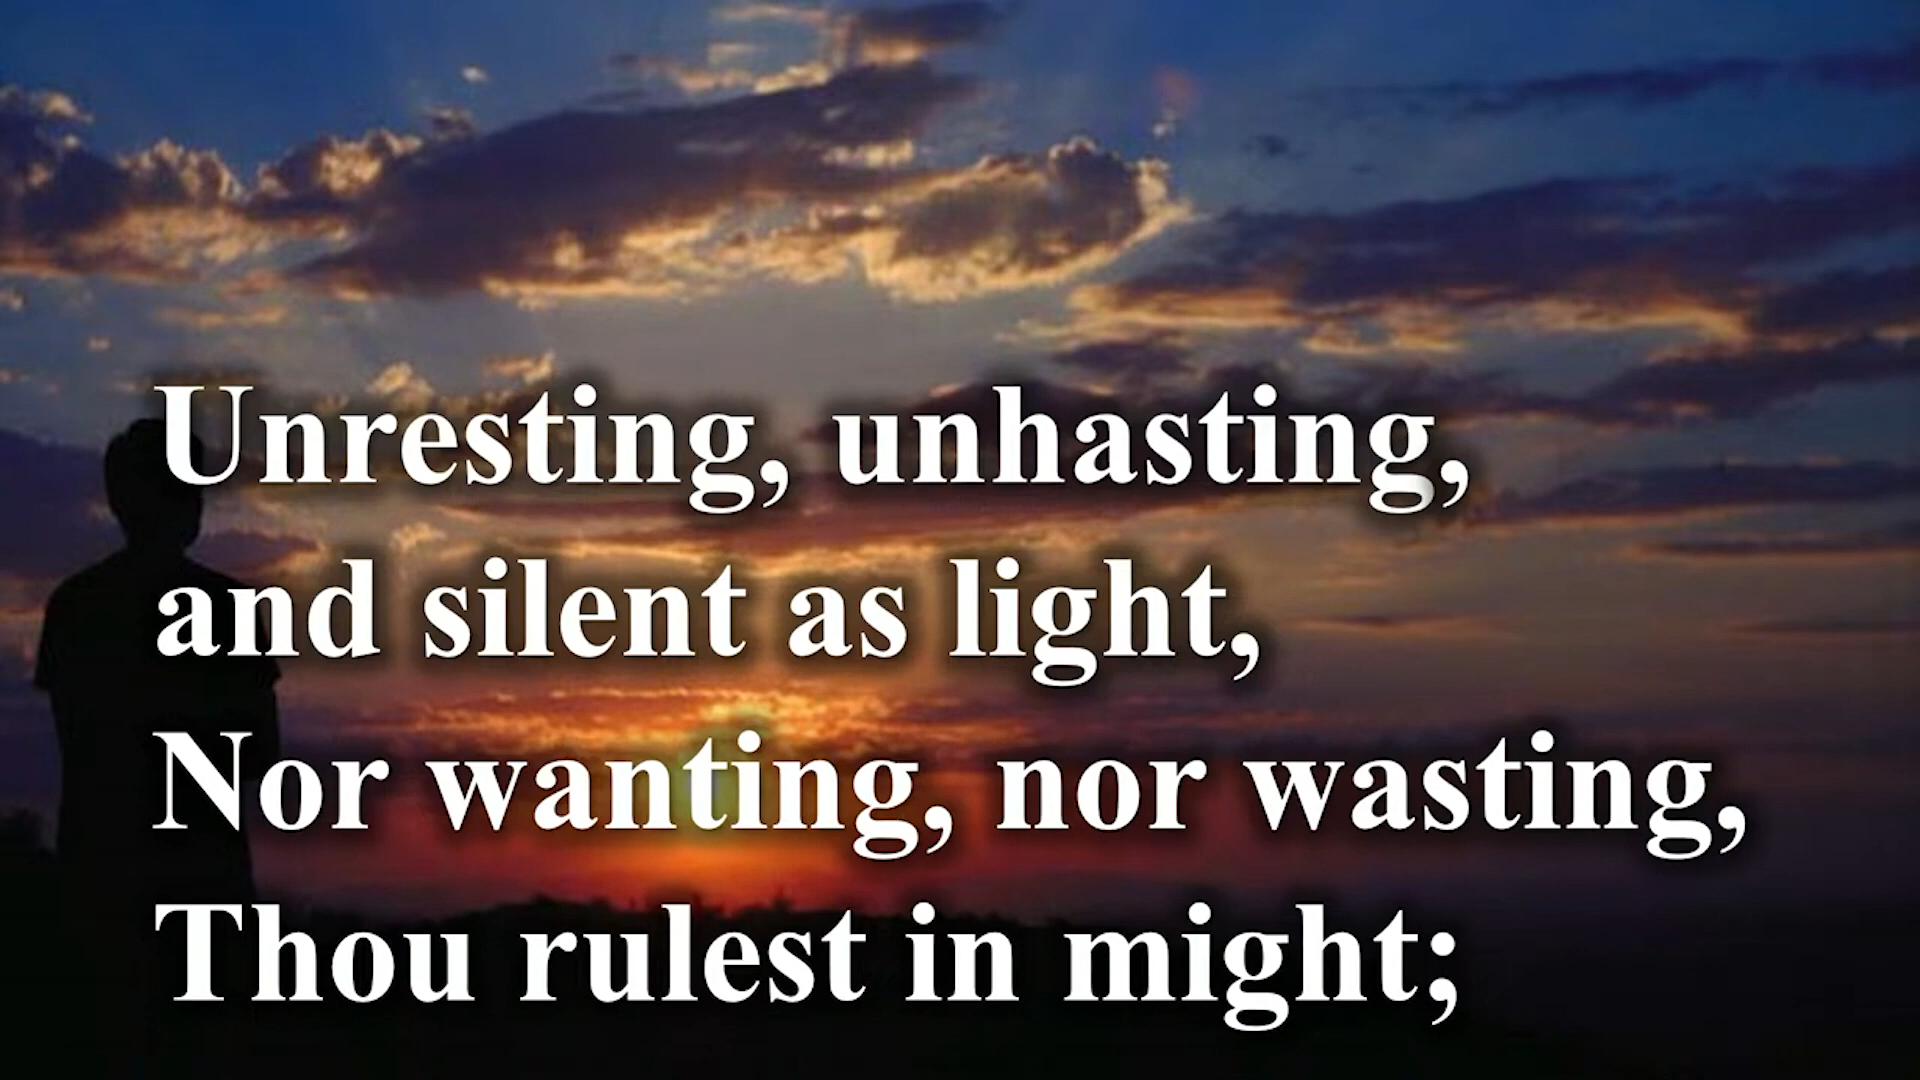 Unresting, unhasting,
and silent as light,
Nor wanting, nor wasting,
Thou rulest in might;